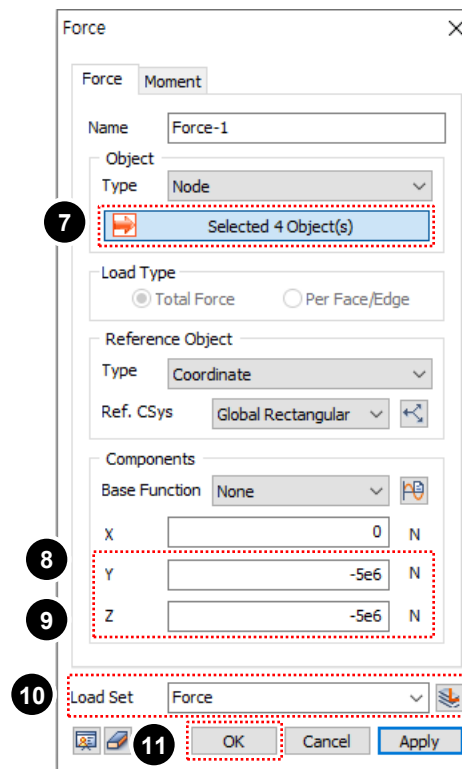 Force
Force Moment
Name Force-1
Object
Type Node
7 Selected 4 Object(s)
Load Type
Total Force Per Face/Edge
Reference Object
Type Coordinate
Ref. CSys Global Rectangular
Components
Base Function None
X 0 N
8 Y -5e6 N
9 Z -5e6 N
10 Load Set Force
11 OK Cancel Apply